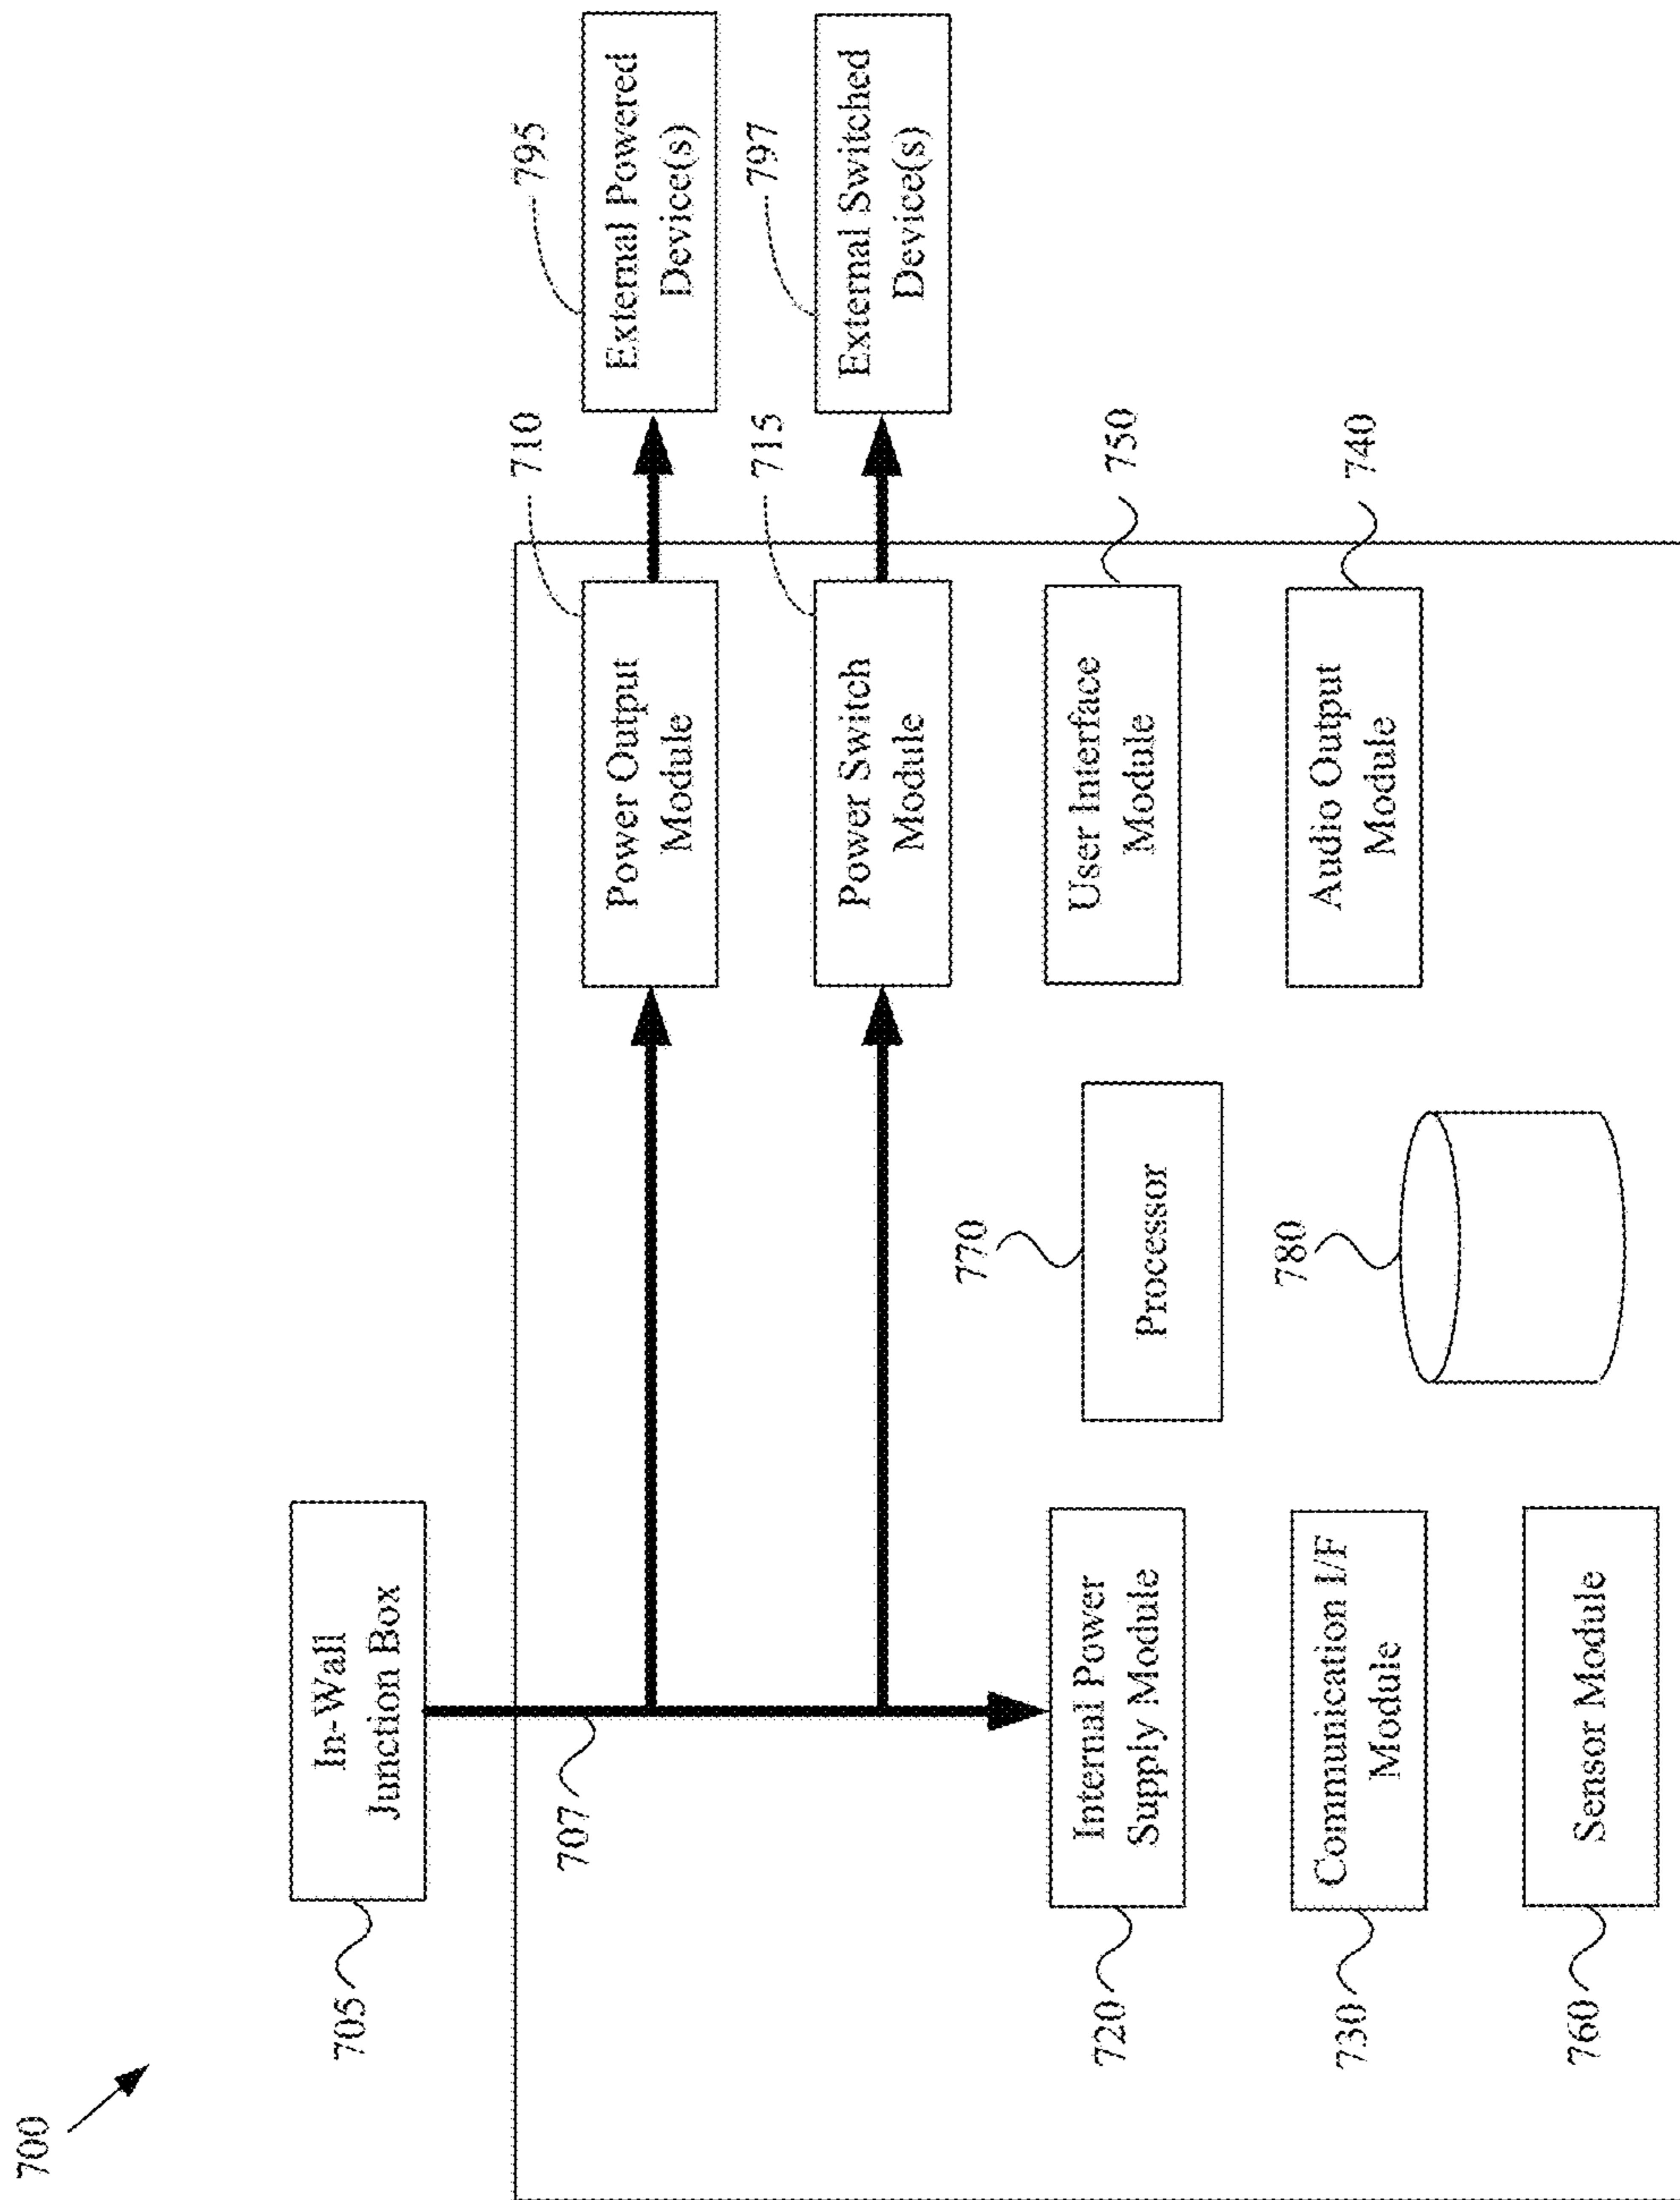 700
705
In-Wall
Junction Box
707
710
Power Output
Module
795
External Powered
Device(s)
715
Power Switch
Module
797
External Switched
Device(s)
720
Internal Power
Supply Module
770
Processor
750
User Interface
Module
730
Communication I/F
Module
780
740
Audio Output
Module
760
Sensor Module